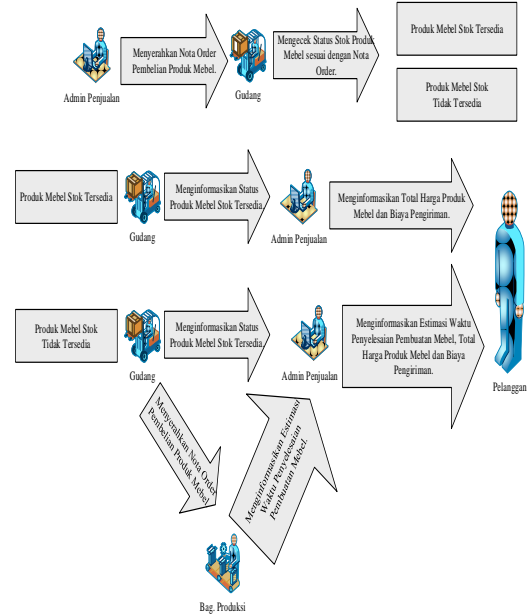 Menyerahkan Nota Order
Pembelian Produk Mebel.
Admin Penjualan
Gudang
Mengecek Status Stok Produk
Mebel sesuai dengan Nota
Order.
Produk Mebel Stok Tersedia
Produk Mebel Stok
Tidak Tersedia
Produk Mebel Stok Tersedia
Gudang
Menginformasikan Status
Produk Mebel Stok Tersedia.
Admin Penjualan
Menginformasikan Total Harga Produk
Mebel dan Biaya Pengiriman.
Produk Mebel Stok
Tidak Tersedia
Gudang
Menginformasikan Status
Produk Mebel Stok Tersedia.
Admin Penjualan
Menginformasikan Estimasi Waktu
Penyelesaian Pembuatan Mebel, Total
Harga Produk Mebel dan Biaya
Pengiriman.
Pelanggan
Menyerahkan Nota Order
Pembelian Produk Mebel.
Menginformasikan Estimasi
Waktu Penyelesaian
Pembuatan Mebel.
Bag. Produksi